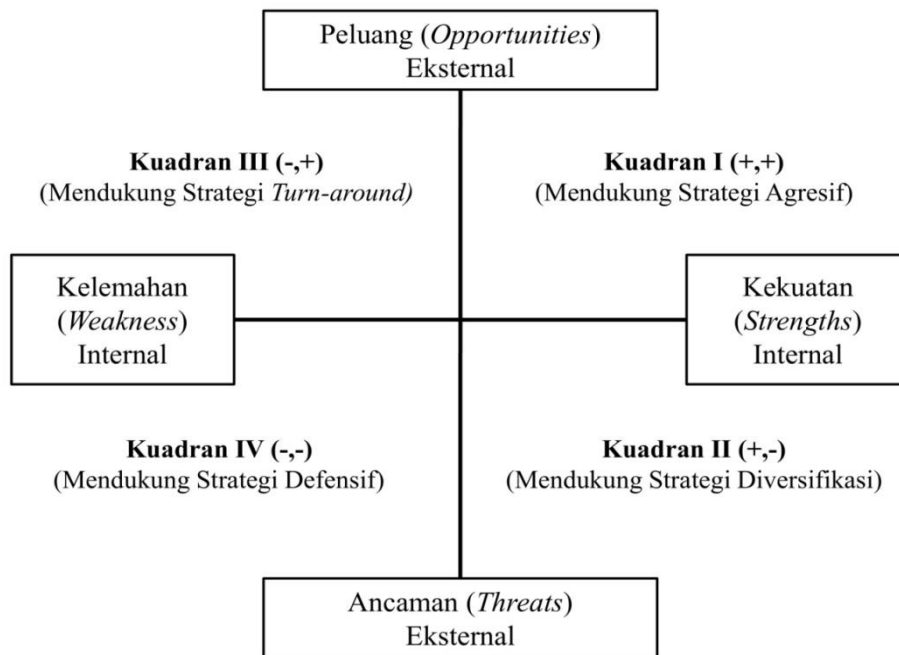 Peluang (Opportunities)
Eksternal
Kuadran III (-,+)
(Mendukung Strategi Turn-around)
Kuadran I (+,+)
(Mendukung Strategi Agresif)
Kelemahan
(Weakness)
Internal
Kekuatan
(Strengths)
Internal
Kuadran IV (-,-)
(Mendukung Strategi Defensif)
Kuadran II (+,-)
(Mendukung Strategi Diversifikasi)
Ancaman (Threats)
Eksternal